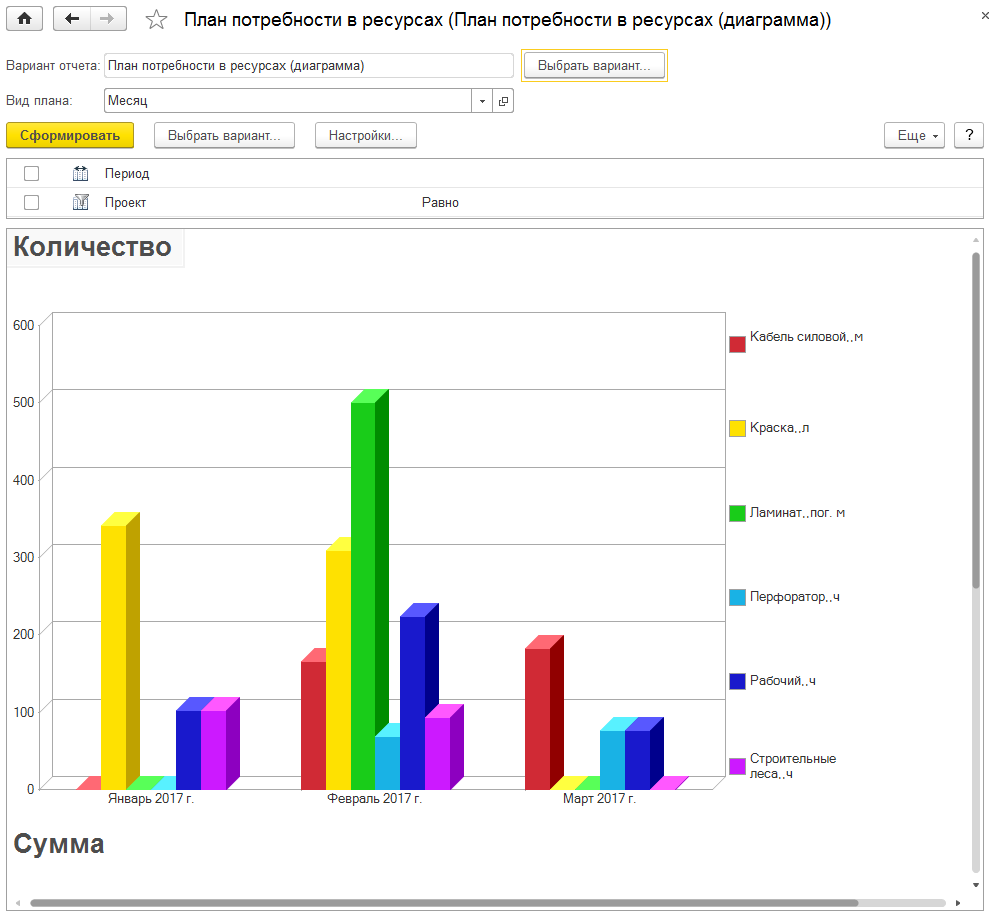 План потребности в ресурсах (План потребности в ресурсах (диаграмма))
Вариант отчета: План потребности в ресурсах (диаграмма) Выбрать вариант...
Вид плана: Месяц
Сформировать Выбрать вариант... Настройки... Еще ?
Период
Проект Равно
Количество
600
500
400
300
200
100
0
Январь 2017 г. Февраль 2017 г. Март 2017 г.
Кабель силовой,,м
Краска,,л
Ламинат,,пог. м
Перфоратор,,ч
Рабочий,,ч
Строительные
леса,,ч
Сумма